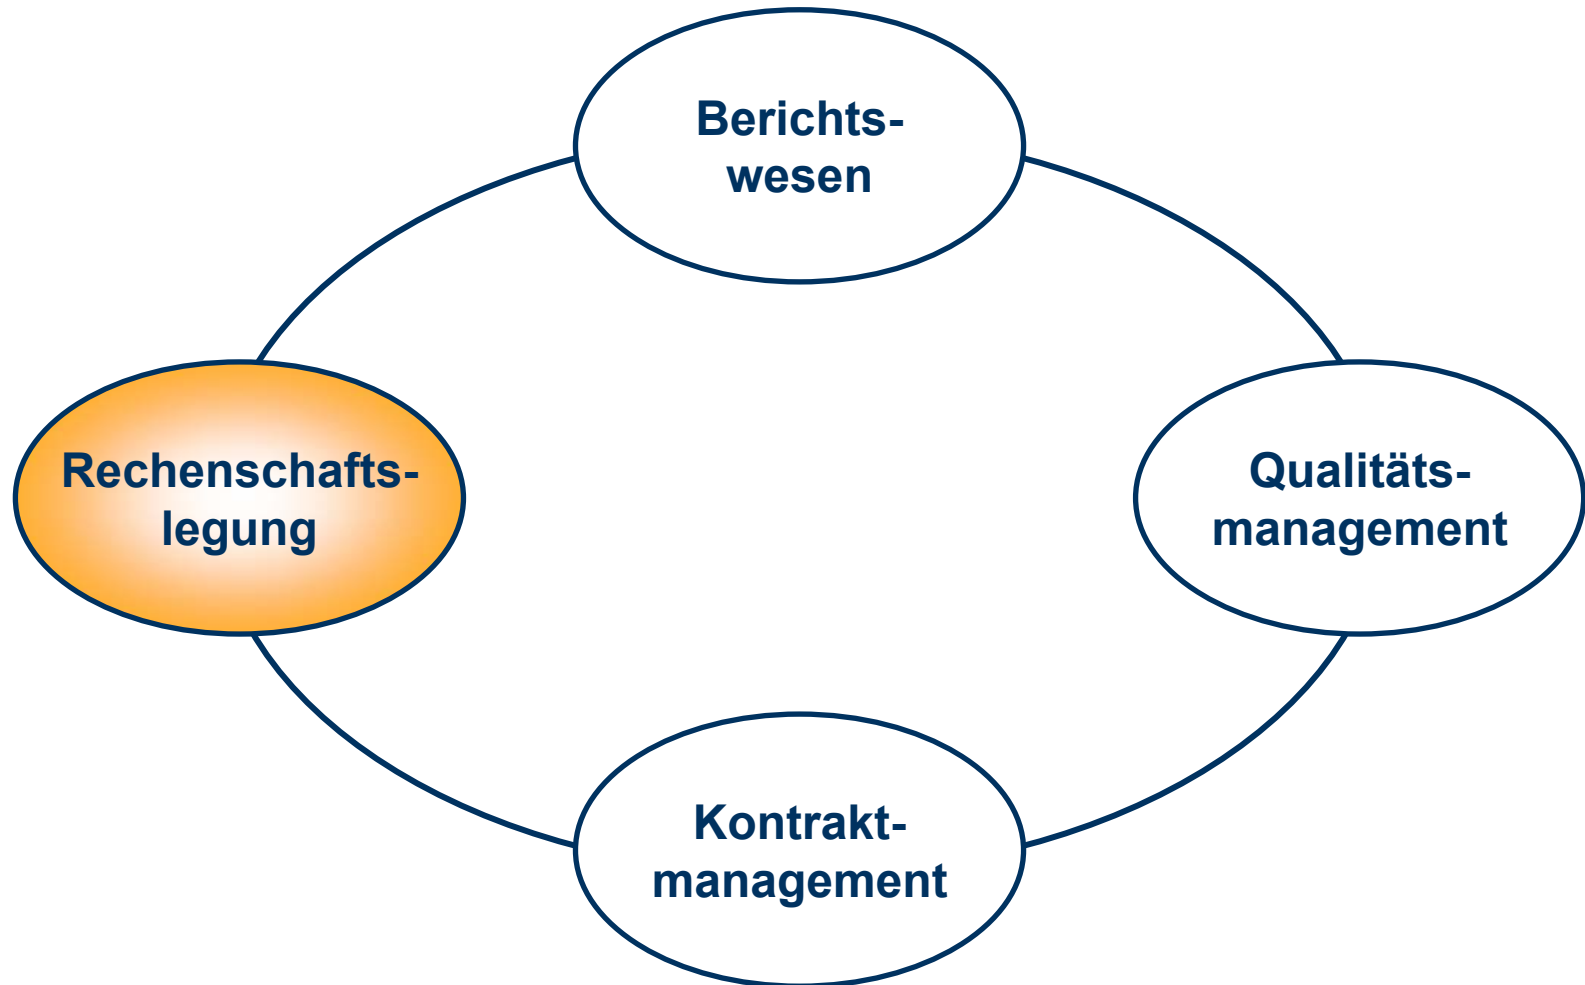 Berichts-
wesen
Rechenschafts-
legung
Qualitäts-
management
Kontrakt-
management